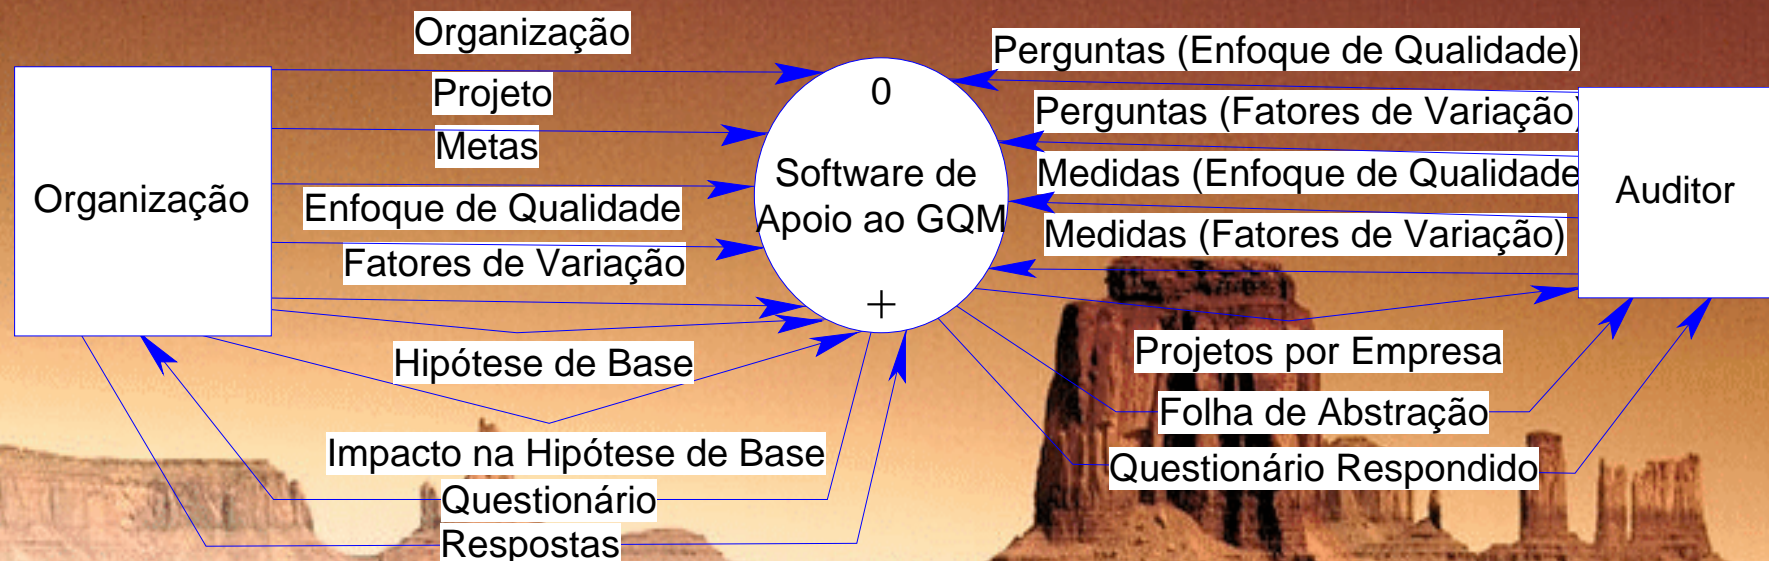 Organização
Organização
Projeto
Metas
Enfoque de Qualidade
Fatores de Variação
Hipótese de Base
Impacto na Hipótese de Base
Questionário
Respostas
0
Software de
Apoio ao GQM
+
Perguntas (Enfoque de Qualidade)
Perguntas (Fatores de Variação)
Medidas (Enfoque de Qualidade
Medidas (Fatores de Variação)
Projetos por Empresa
Folha de Abstração
Questionário Respondido
Auditor